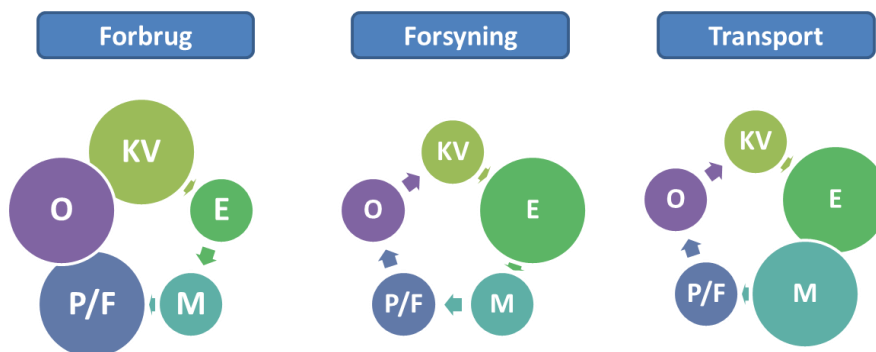 Forbrug
Forsyning
Transport
KV
E
M
P/F
O
KV
E
M
P/F
O
KV
E
M
P/F
O